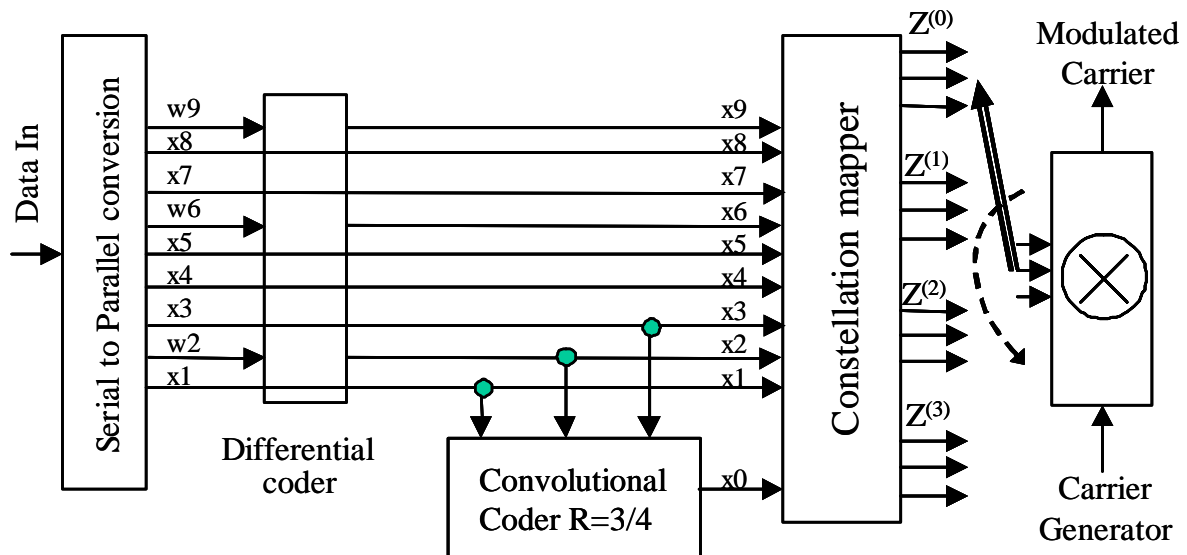 Data In
Serial to Parallel conversion
w9
x8
x7
w6
x5
x4
x3
w2
x1
Differential
coder
x9
x8
x7
x6
x5
x4
x3
x2
x1
Convolutional
Coder R=3/4
x0
Constellation mapper
Z(0)
Z(1)
Z(2)
Z(3)
Modulated
Carrier
Carrier
Generator